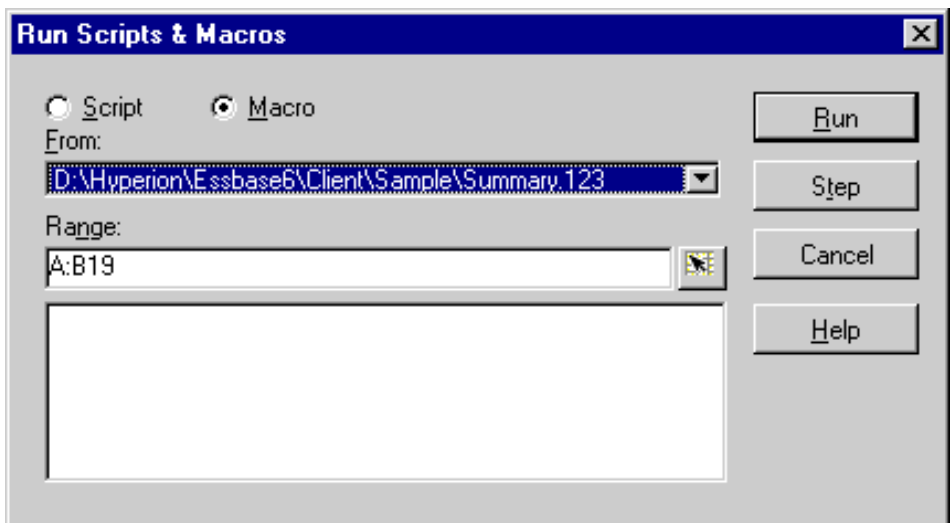 Run Scripts & Macros
Script Macro
From:
D:\Hyperion\Essbase6\Client\Sample\Summary.123
Range:
A:B19
Run
Step
Cancel
Help